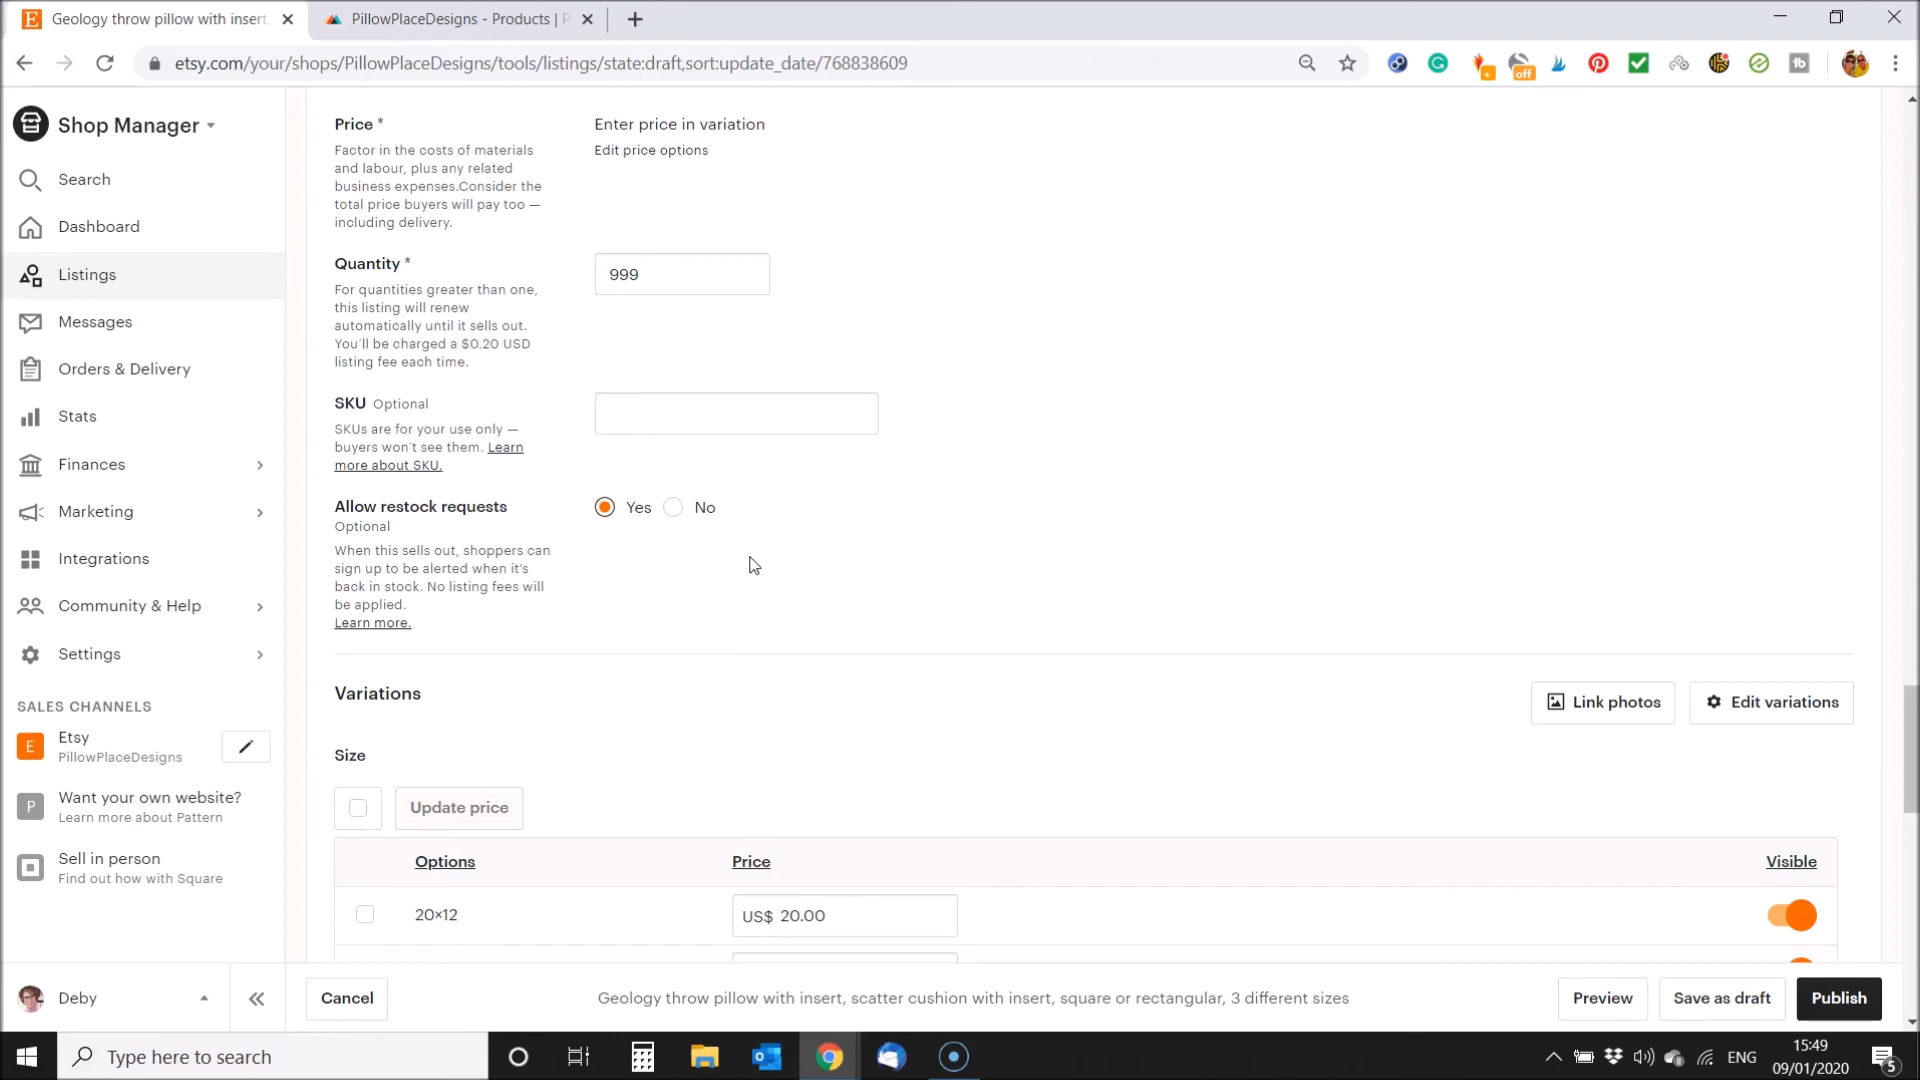 Geology throw pillow with insert,
PillowPlaceDesigns - Products | P
etsy.com/your/shops/PillowPlaceDesigns/tools/listings/state:draft,sort:update_date/768838609
off
Shop Manager
Search
Dashboard
Listings
Messages
Orders & Delivery
Stats
Finances
Marketing
Integrations
Community & Help
Settings
SALES CHANNELS
E
Etsy
PillowPlaceDesigns
P
Want your own website?
Learn more about Pattern
Sell in person
Find out how with Square
Deby
Price *
Factor in the costs of materials
and labour, plus any related
business expenses.Consider the
total price buyers will pay too —
including delivery.
Enter price in variation
Edit price options
Quantity *
For quantities greater than one,
this listing will renew
automatically until it sells out.
You'll be charged a $0.20 USD
listing fee each time.
999
SKU Optional
SKUs are for your use only —
buyers won't see them. Learn
more about SKU.
Allow restock requests
Optional
When this sells out, shoppers can
sign up to be alerted when it's
back in stock. No listing fees will
be applied.
Learn more.
Yes No
Variations
Link photos
Edit variations
Size
Update price
Options Price Visible
20×12 US$ 20.00
Cancel
Geology throw pillow with insert, scatter cushion with insert, square or rectangular, 3 different sizes
Preview
Save as draft
Publish
Type here to search
ENG
15:49
09/01/2020
5